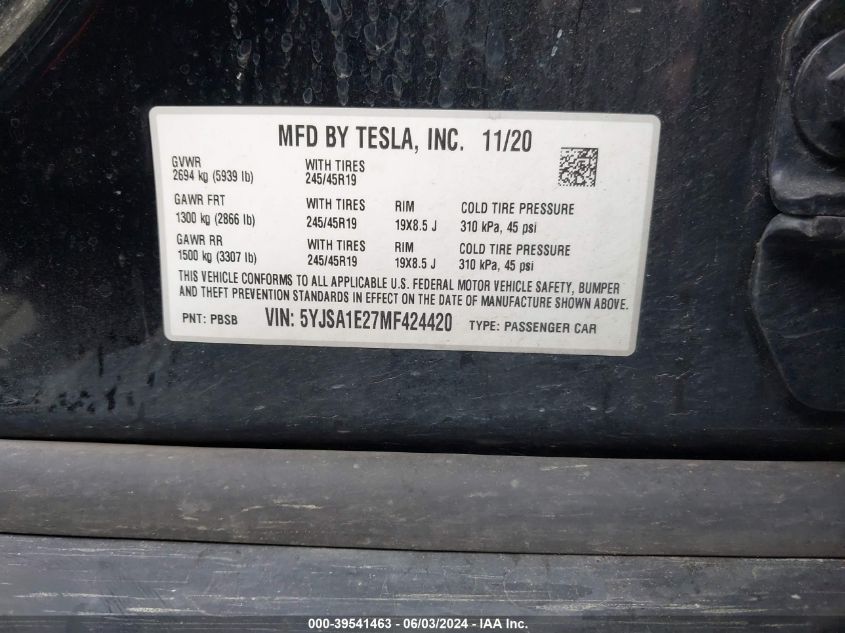 MFD BY TESLA, INC. 11/20
GVWR
2694 kg (5939 lb)
WITH TIRES
245/45R19
GAWR FRT
1300 kg (2866 lb)
WITH TIRES
245/45R19
RIM
19X8.5 J
COLD TIRE PRESSURE
310 kPa, 45 psi
GAWR RR
1500 kg (3307 lb)
WITH TIRES
245/45R19
RIM
19X8.5 J
COLD TIRE PRESSURE
310 kPa, 45 psi
THIS VEHICLE CONFORMS TO ALL APPLICABLE U.S. FEDERAL MOTOR VEHICLE SAFETY, BUMPER
AND THEFT PREVENTION STANDARDS IN EFFECT ON THE DATE OF MANUFACTURE SHOWN ABOVE.
PNT: PBSB VIN: 5YJSA1E27MF424420 TYPE: PASSENGER CAR
000-39541463 - 06/03/2024 - IAAI.COM